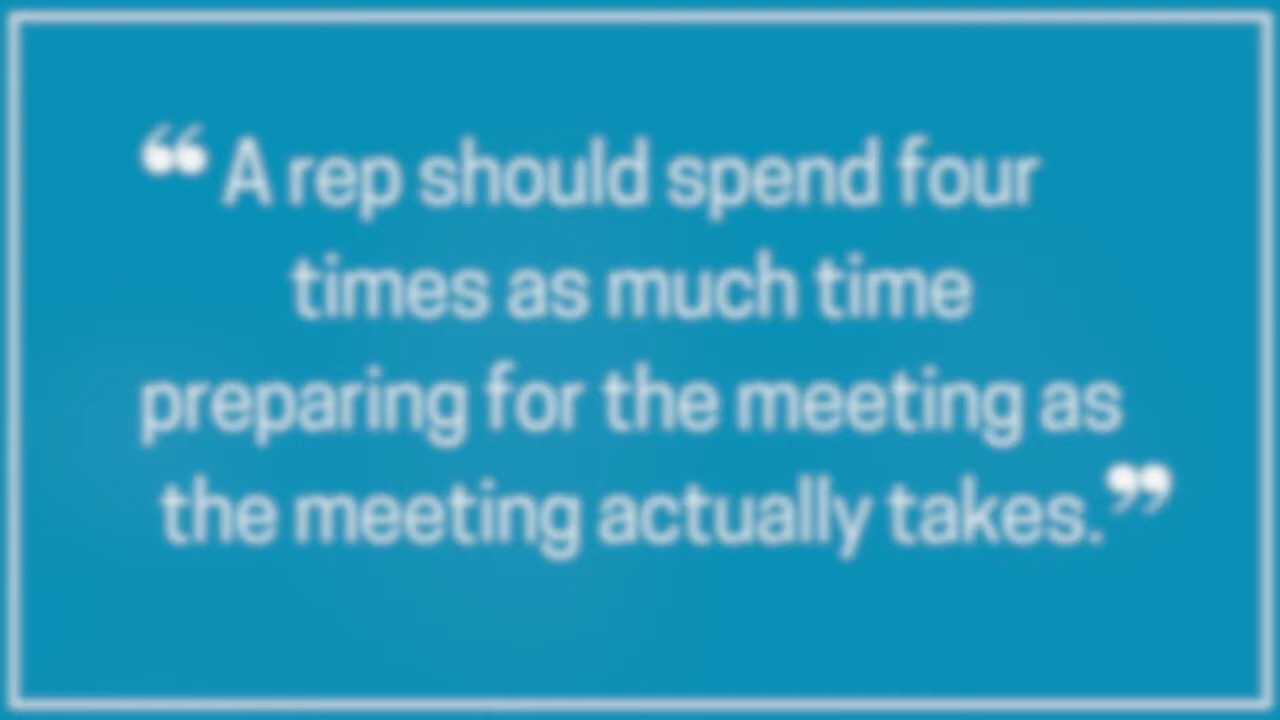 “A rep should spend four
times as much time
preparing for the meeting as
the meeting actually takes.”